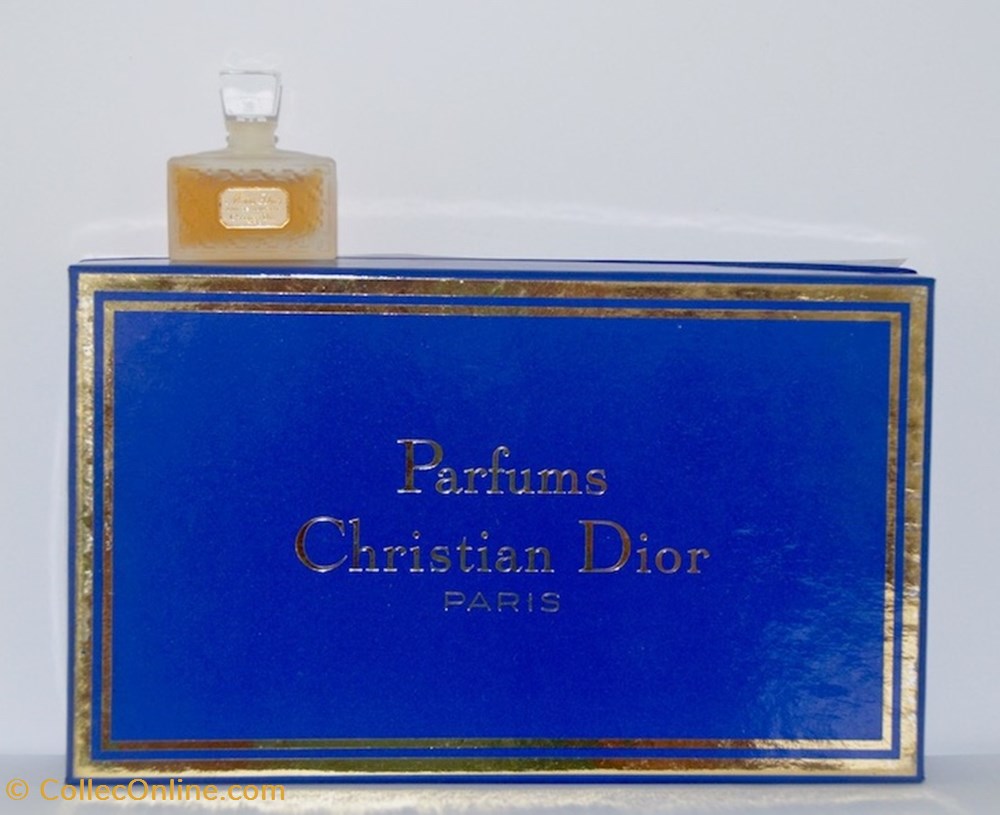 Parfums
Christian Dior
PARIS
© CollecOnline.com